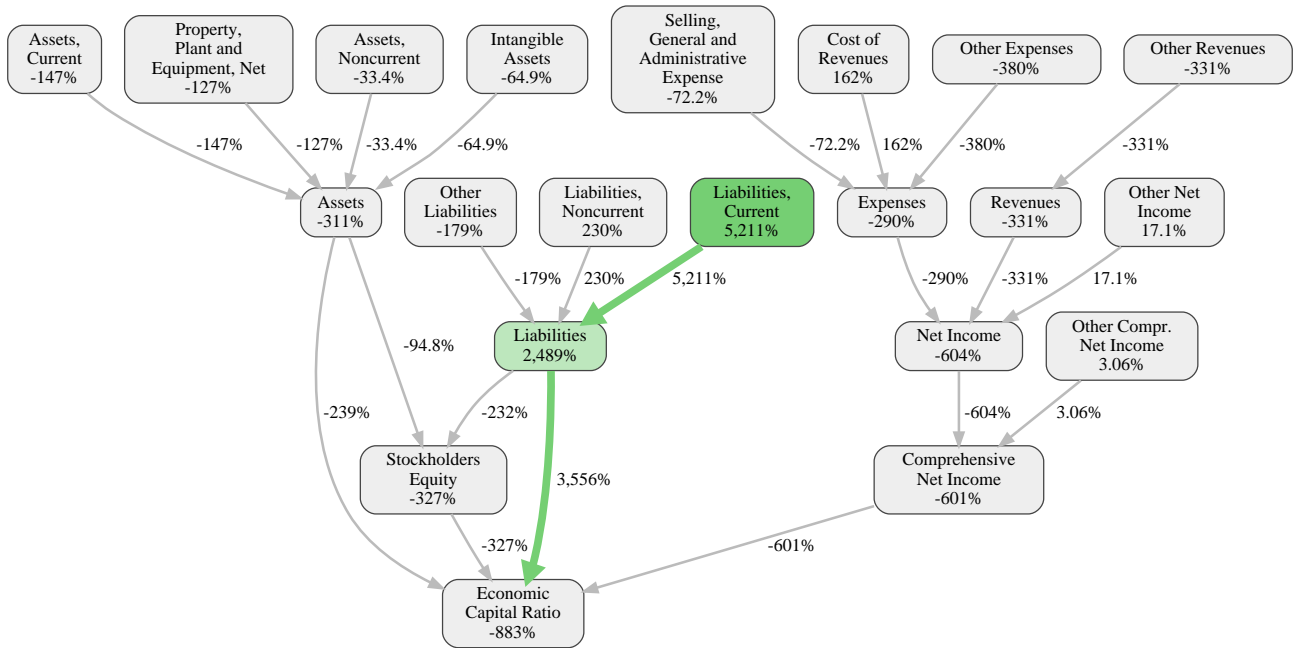 Assets,
Current
-147%
Property,
Plant and
Equipment, Net
-127%
Assets,
Noncurrent
-33.4%
Intangible
Assets
-64.9%
Selling,
General and
Administrative
Expense
-72.2%
Cost of
Revenues
162%
Other Expenses
-380%
Other Revenues
-331%
-147%
-127%
-33.4%
-64.9%
-72.2%
162%
-380%
-331%
Assets
-311%
Other
Liabilities
-179%
Liabilities,
Noncurrent
230%
Liabilities,
Current
5,211%
Expenses
-290%
Revenues
-331%
Other Net
Income
17.1%
-179%
230%
5,211%
-290%
-331%
17.1%
-94.8%
Liabilities
2,489%
Net Income
-604%
Other Compr.
Net Income
3.06%
-239%
-232%
-604%
3.06%
Stockholders
Equity
-327%
3,556%
Comprehensive
Net Income
-601%
-327%
-601%
Economic
Capital Ratio
-883%